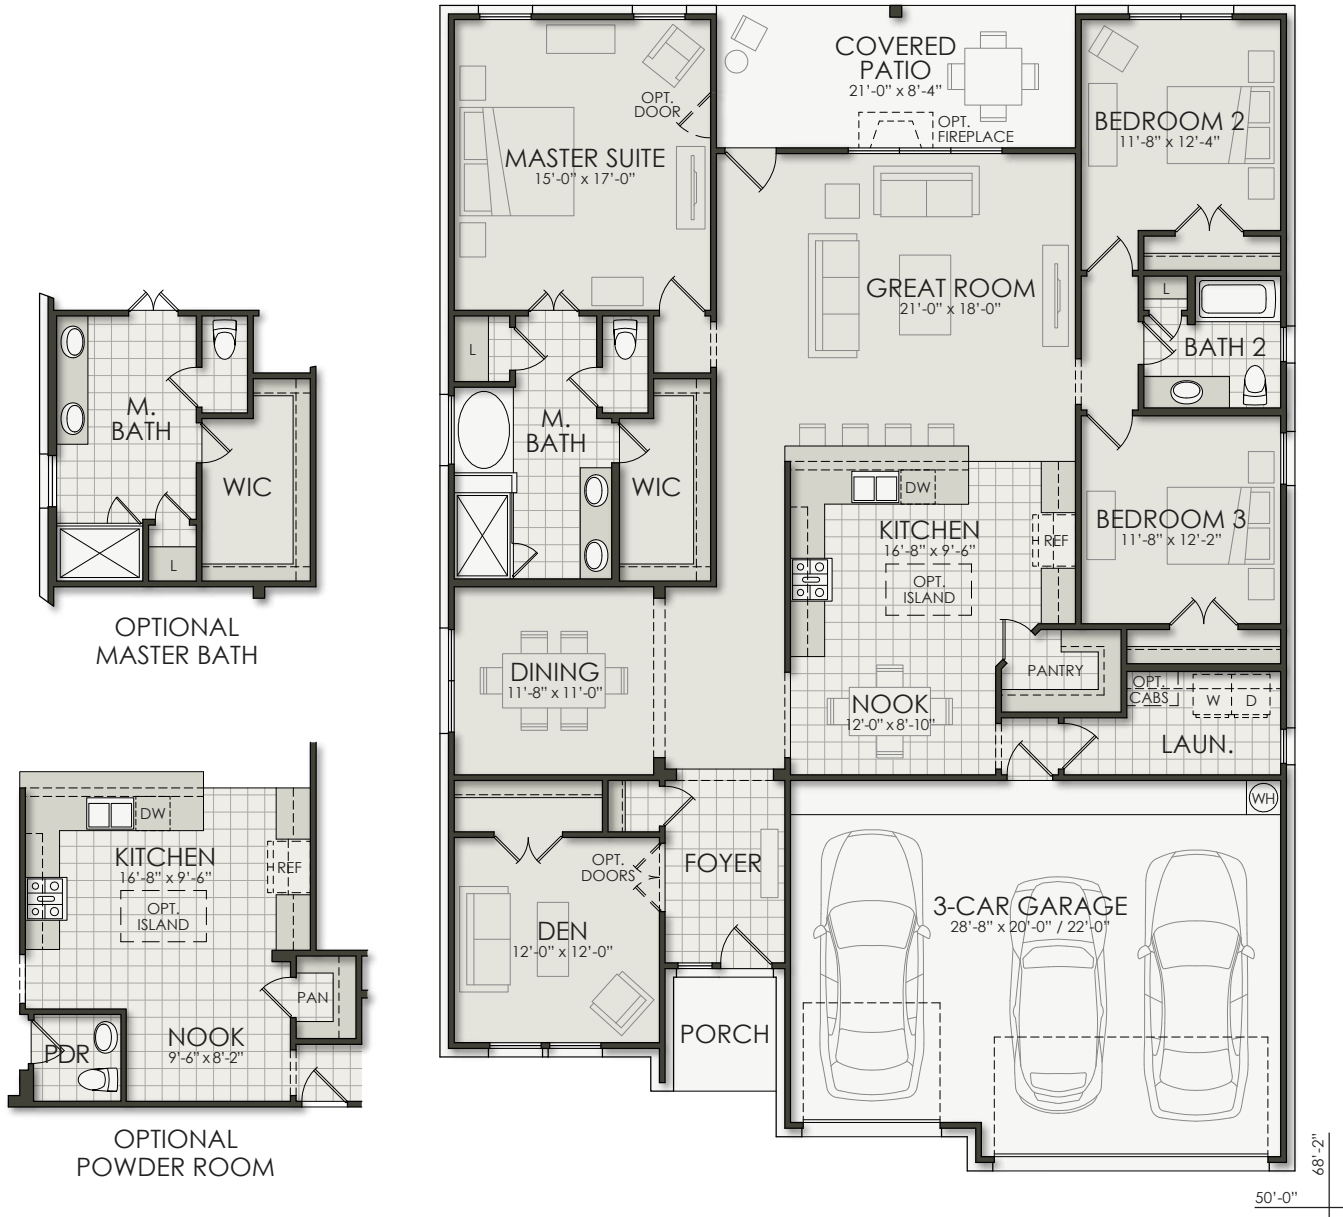 COVERED
PATIO
21'-0" x 8'-4"
OPT.
FIREPLACE
OPT.
DOOR
MASTER SUITE
15'-0" x 17'-0"
BEDROOM 2
11'-8" x 12'-4"
GREAT ROOM
21'-0" x 18'-0"
L
BATH 2
L
M.
BATH
WIC
DW
KITCHEN
16'-8" x 9'-6"
REF
OPT.
ISLAND
BEDROOM 3
11'-8" x 12'-2"
DINING
11'-8" x 11'-0"
NOOK
12'-0" x 8'-10"
PANTRY
OPT.
CABS
W
D
LAUN.
WH
OPT.
DOORS
FOYER
DEN
12'-0" x 12'-0"
3-CAR GARAGE
28'-8" x 20'-0" / 22'-0"
PORCH
M.
BATH
WIC
L
OPTIONAL
MASTER BATH
DW
KITCHEN
16'-8" x 9'-6"
REF
OPT.
ISLAND
PAN
NOOK
9'-6" x 8'-2"
PDR
OPTIONAL
POWDER ROOM
68'-2"
50'-0"